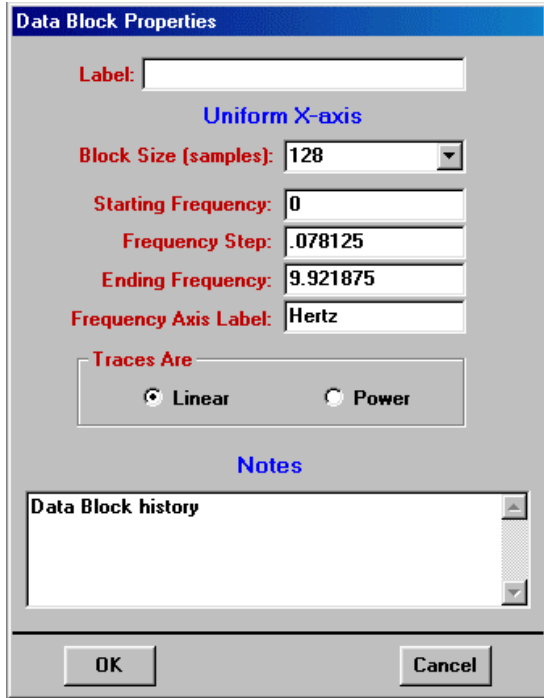 Data Block Properties
Label:
Uniform X-axis
Block Size (samples): 128
Starting Frequency: 0
Frequency Step: .078125
Ending Frequency: 9.921875
Frequency Axis Label: Hertz
Traces Are
Linear Power
Notes
Data Block history
OK Cancel